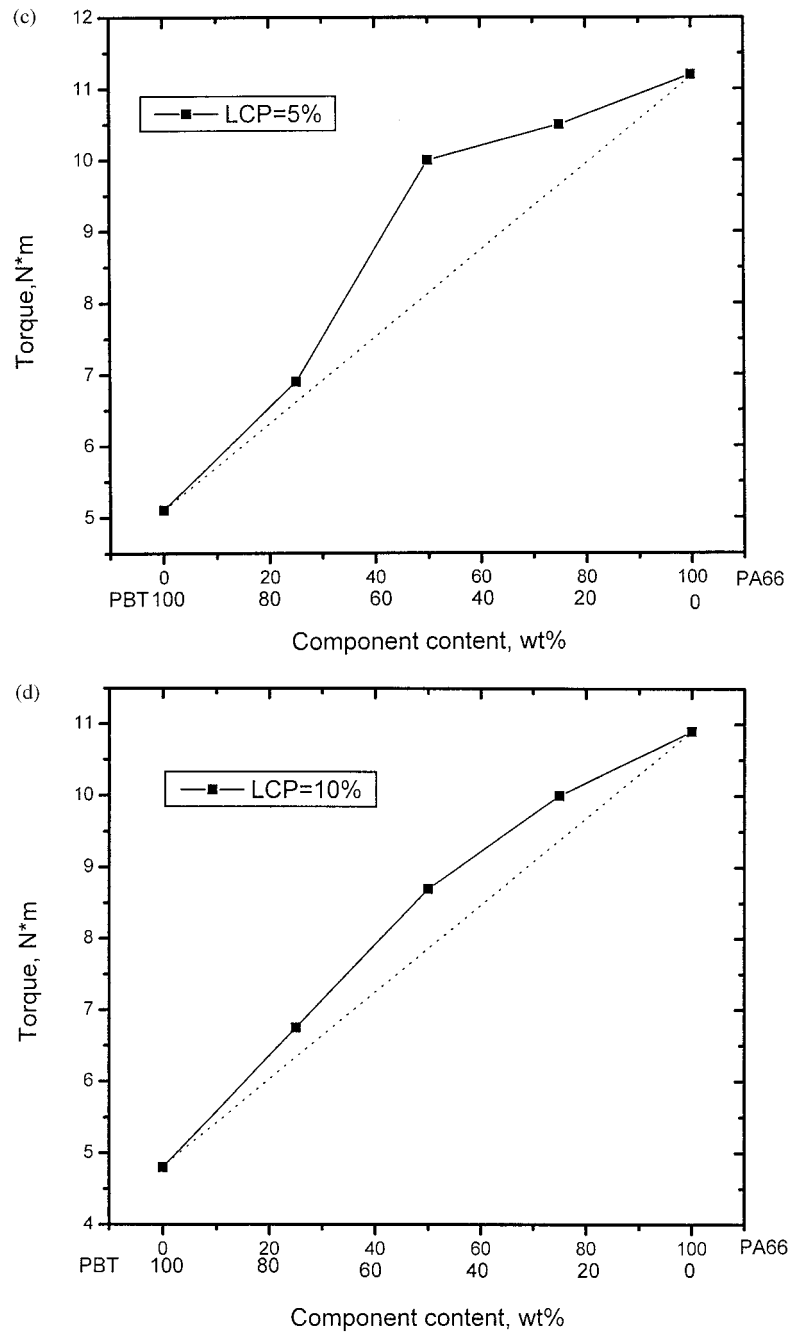 (c)
12
11
10
9
8
7
6
5
Torque,N*m
LCP=5%
0 20 40 60 80 100 PA66
PBT 100 80 60 40 20 0
Component content, wt%
(d)
11
10
9
8
7
6
5
4
Torque, N*m
LCP=10%
0 20 40 60 80 100 PA66
PBT 100 80 60 40 20 0
Component content, wt%